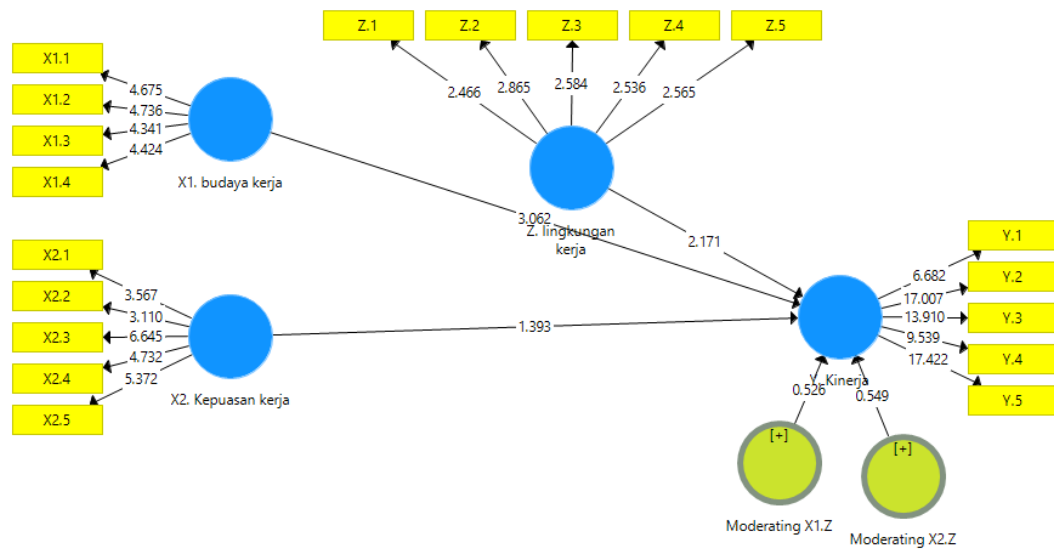 Z.1
Z.2
Z.3
Z.4
Z.5
2.466
2.865
2.584
2.536
2.565
X1.1
X1.2
X1.3
X1.4
4.675
4.736
4.341
4.424
X1. budaya kerja
3.062
Z. lingkungan
kerja
2.171
X2.1
X2.2
X2.3
X2.4
X2.5
3.567
3.110
6.645
4.732
5.372
X2. Kepuasan kerja
1.393
Y.1
Y.2
Y.3
Y.4
Y.5
6.682
17.007
13.910
9.539
17.422
Y. Kinerja
0.526
0.549
[+]
[+]
Moderating X1.Z
Moderating X2.Z